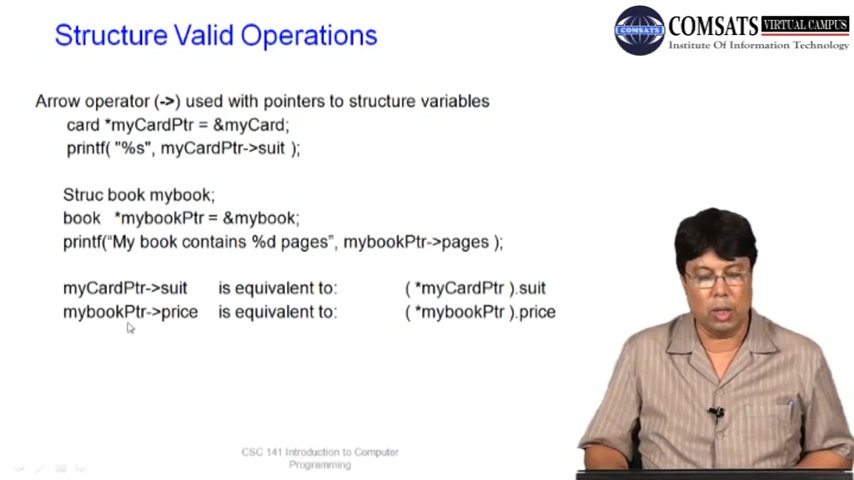 Structure Valid Operations
COMSATS
COMSATS VIRTUAL CAMPUS
Institute Of Information Technology
Arrow operator (->) used with pointers to structure variables
card *myCardPtr = &myCard;
printf( "%s", myCardPtr->suit );
Struc book mybook;
book *mybookPtr = &mybook;
printf(“My book contains %d pages”, mybookPtr->pages );
myCardPtr->suit is equivalent to: ( *myCardPtr ).suit
mybookPtr->price is equivalent to: ( *mybookPtr ).price
CSC 141 Introduction to Computer
Programming